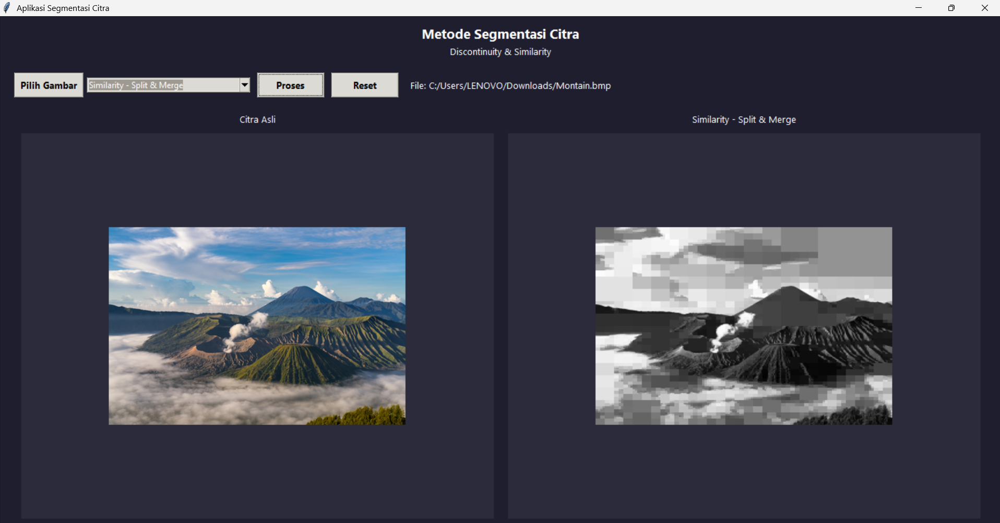 Aplikasi Segmentasi Citra
Metode Segmentasi Citra
Discontinuity & Similarity
Pilih Gambar
Similarity - Split & Merge
Proses
Reset
File: C:/Users/LENOVO/Downloads/Montain.bmp
Citra Asli
Similarity - Split & Merge